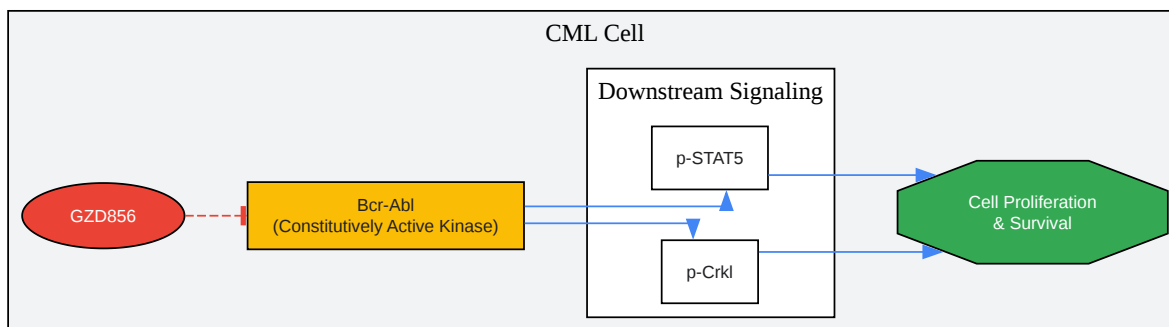 CML Cell
Downstream Signaling
p-STAT5
GZD856
Bcr-Abl
(Constitutively Active Kinase)
Cell Proliferation
& Survival
p-Crkl